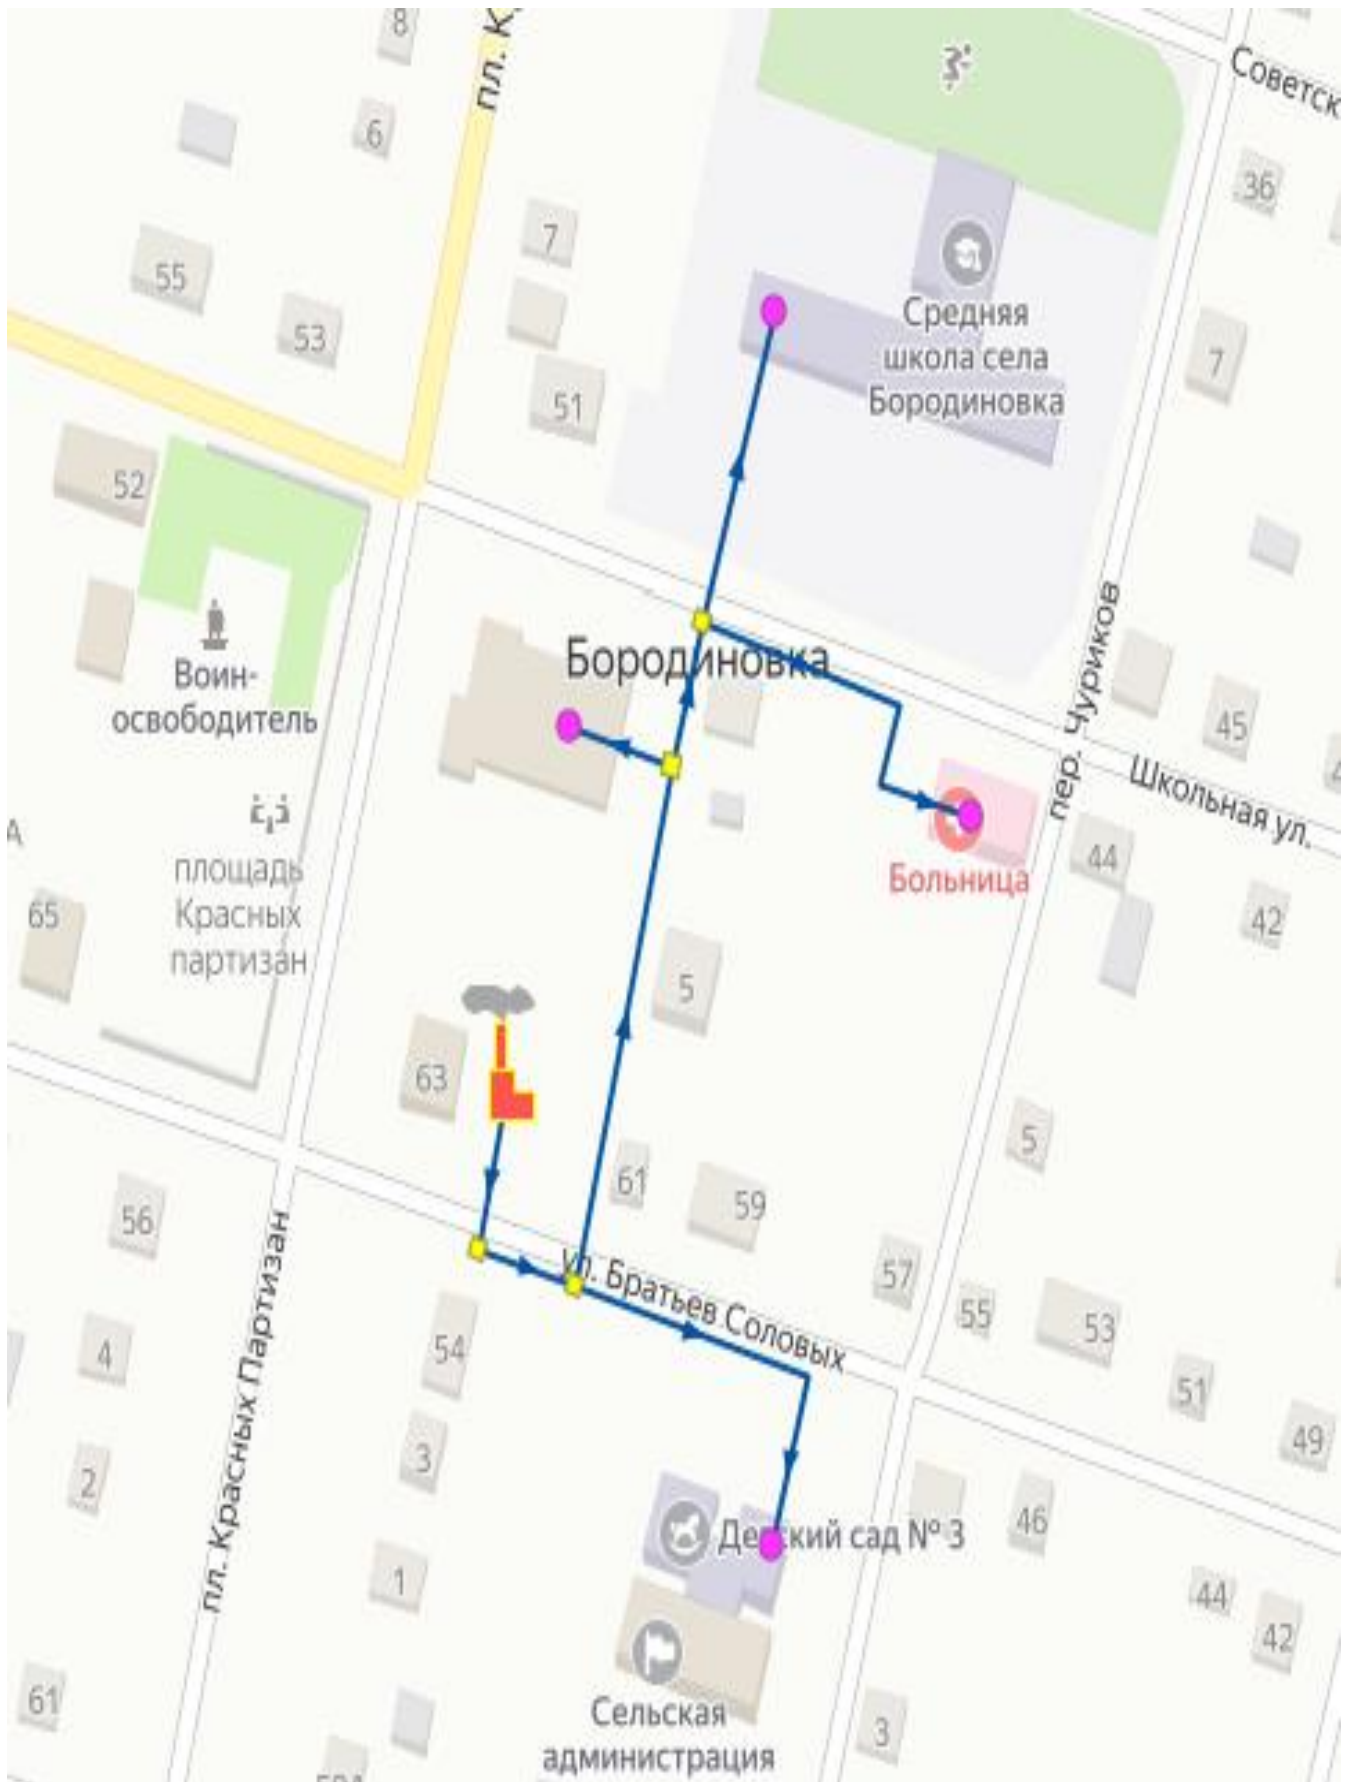 8
пл. К
Советск
6
36
7
55
53
Средняя
школа села
Бородиновка
7
51
52
Бородиновка
Воин-
освободитель
пер. Чуриков
45
Школьная ул.
А
площадь
Красных
партизан
65
44
Больница
42
5
63
5
61
59
56
ул. Братьев Соловых
57
55
53
4
54
51
пл. Красных Партизан
49
2
3
Детский сад № 3
46
1
44
42
61
Сельская
администрация
3